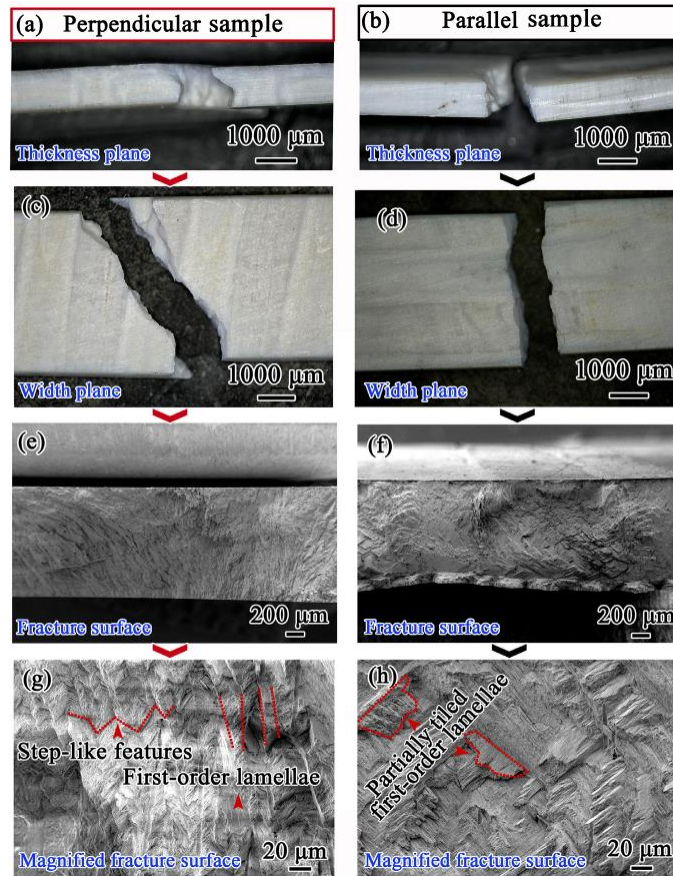 (a) Perpendicular sample
(b) Parallel sample
1000 µm
Thickness plane
1000 µm
Thickness plane
(c)
(d)
1000 µm
Width plane
1000 µm
Width plane
(e)
(f)
200 µm
Fracture surface
200 µm
Fracture surface
(g)
Step-like features
First-order lamellae
20 µm
Magnified fracture surface
(h)
Partially tiled
first-order lamellae
20 µm
Magnified fracture surface